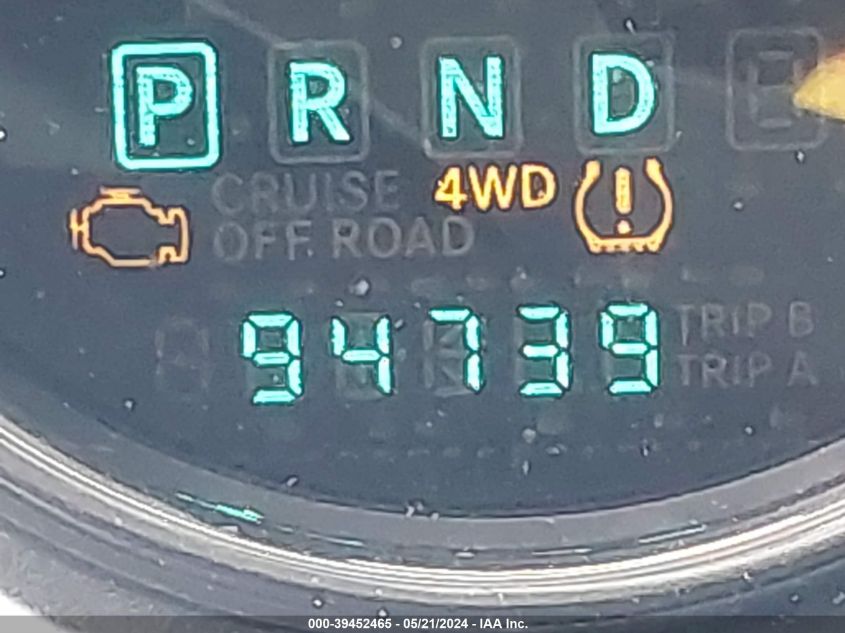 P R N D
CRUISE 4WD
OFF ROAD
94739 TRIP B
TRIP A
000-39452465 - 05/21/2024 - IAA Inc.